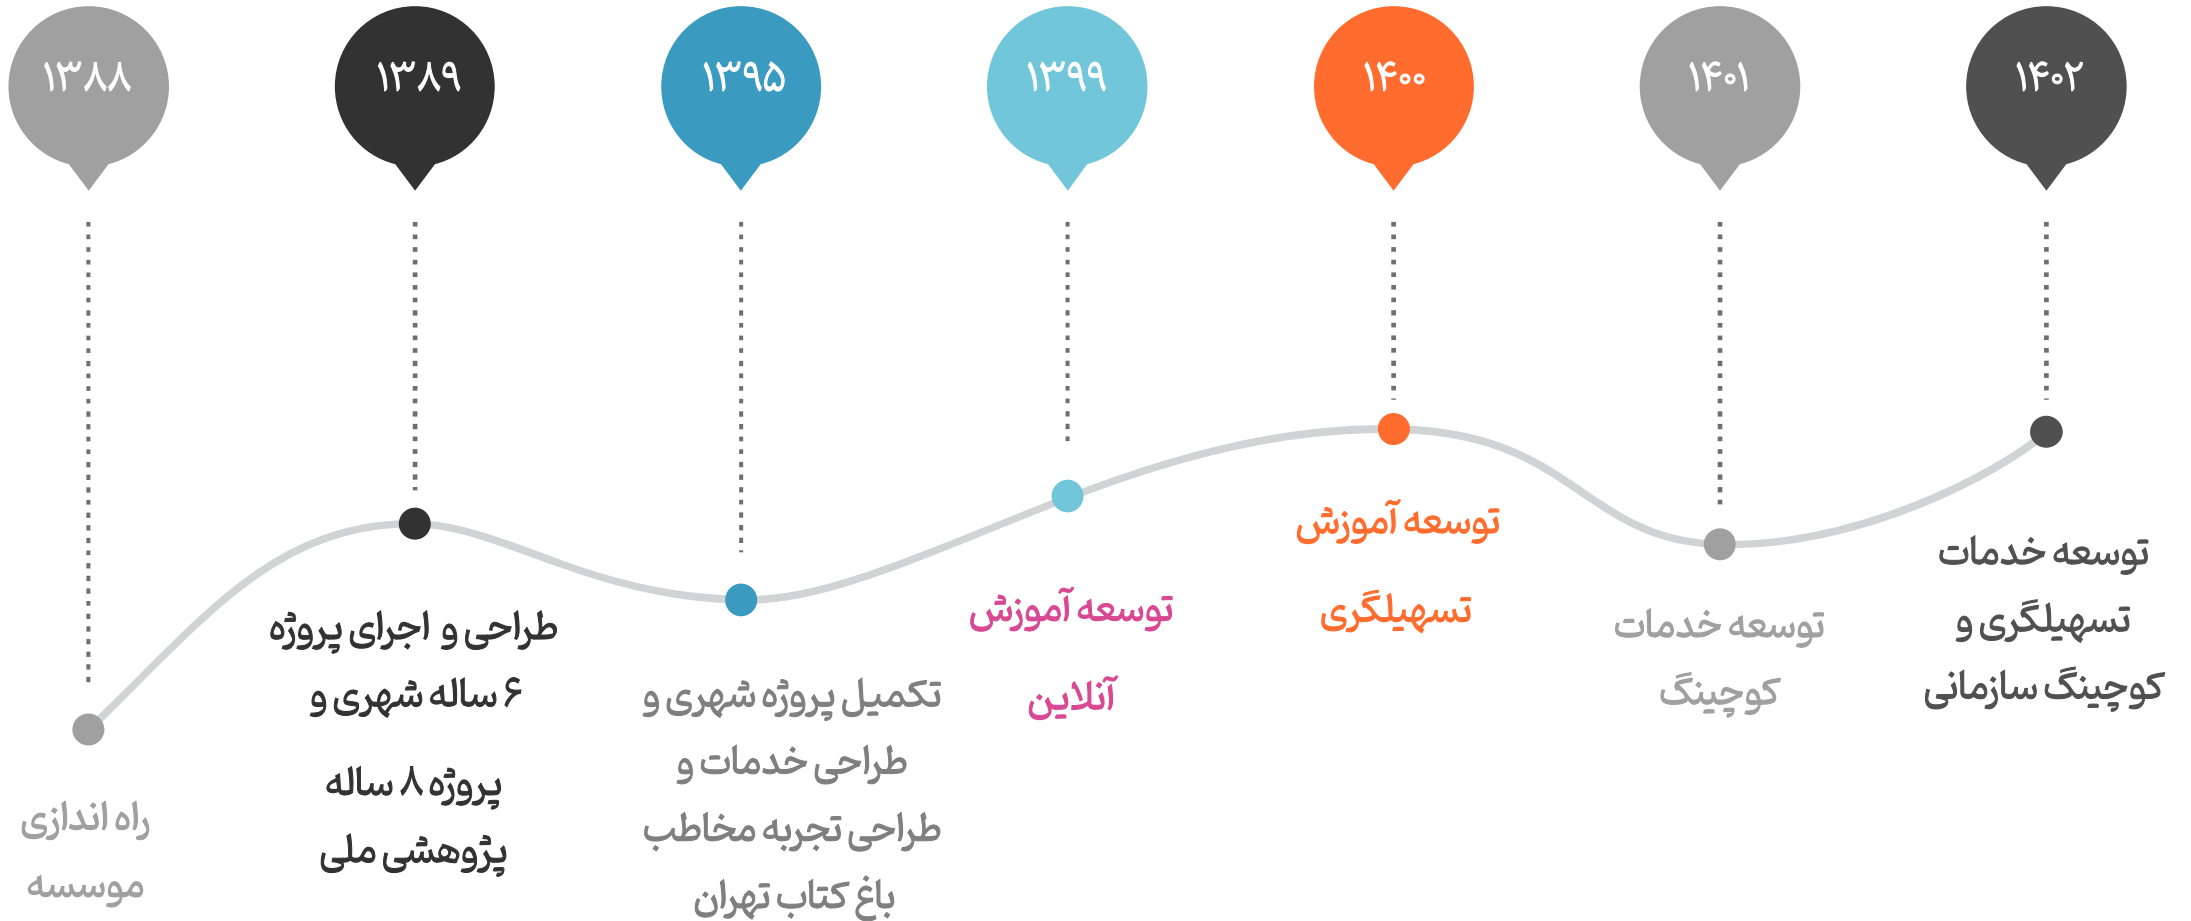 ۱۳۸۸
۱۳۸۹
۱۳۹۵
۱۳۹۹
۱۴۰۰
۱۴۰۱
۱۴۰۲
راه اندازی
موسسه
طراحی و اجرای پروژه
۶ ساله شهری و
پروژه ۸ ساله
پژوهشی ملی
تکمیل پروژه شهری و
طراحی خدمات و
طراحی تجربه مخاطب
باغ کتاب تهران
توسعه آموزش
آنلاین
توسعه آموزش
تسهیلگری
توسعه خدمات
کوچینگ
توسعه خدمات
تسهیلگری و
کوچینگ سازمانی